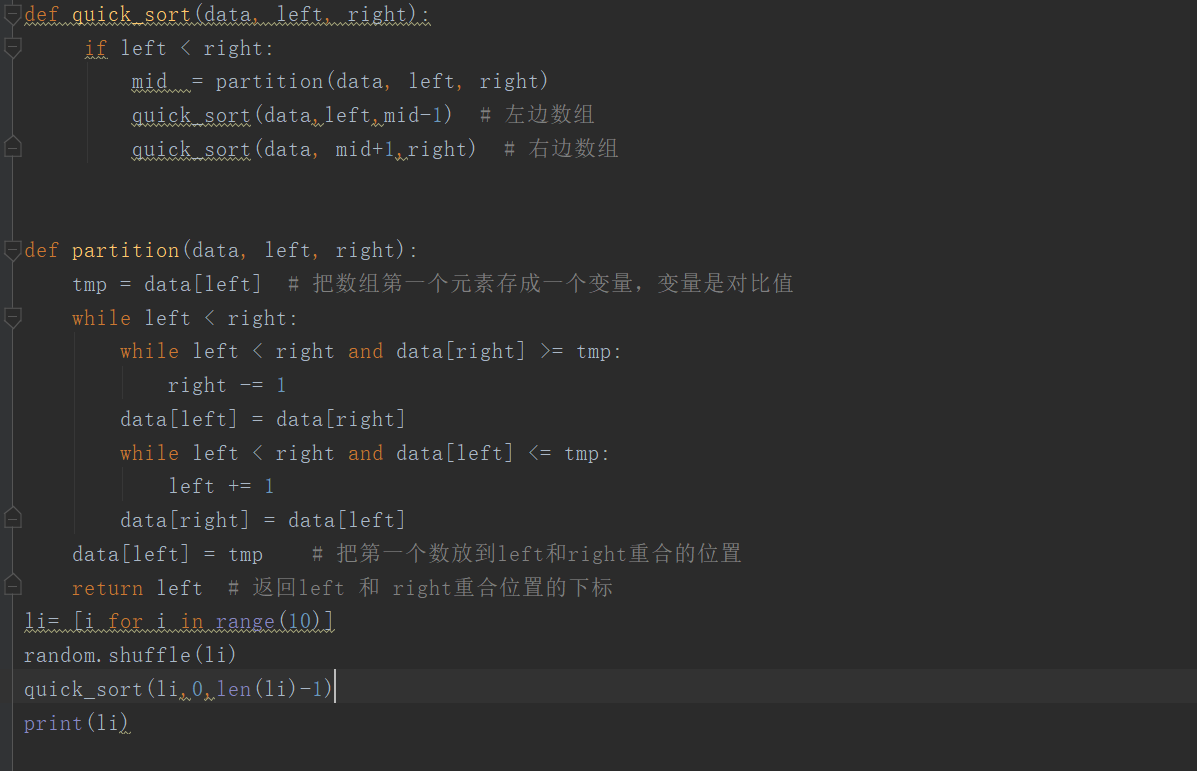 def quick_sort(data, left, right):
     if left < right:
         mid  = partition(data, left, right)
         quick_sort(data,left,mid-1)  # 左边数组
         quick_sort(data, mid+1,right)  # 右边数组
def partition(data, left, right):
    tmp = data[left]  # 把数组第一个元素存成一个变量，变量是对比值
    while left < right:
        while left < right and data[right] >= tmp:
            right -= 1
        data[left] = data[right]
        while left < right and data[left] <= tmp:
            left += 1
        data[right] = data[left]
    data[left] = tmp    # 把第一个数放到left和right重合的位置
    return left  # 返回left 和 right重合位置的下标
li= [i for i in range(10)]
random.shuffle(li)
quick_sort(li,0,len(li)-1)
print(li)